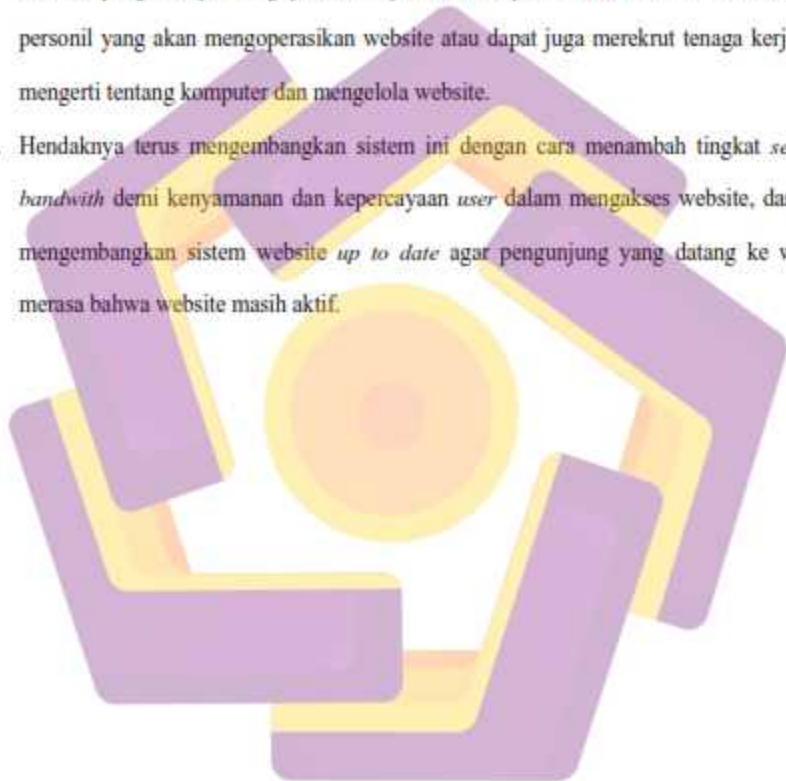 personil yang akan mengoperasikan website atau dapat juga merekrut tenaga
mengerti tentang komputer dan mengelola website.
Hendaknya terus mengembangkan sistem ini dengan cara menambah tingkat
bandwith demi kenyamanan dan kepercayaan user dalam mengakses website,
mengembangkan sistem website up to date agar pengunjung yang datang ke
merasa bahwa website masih aktif.